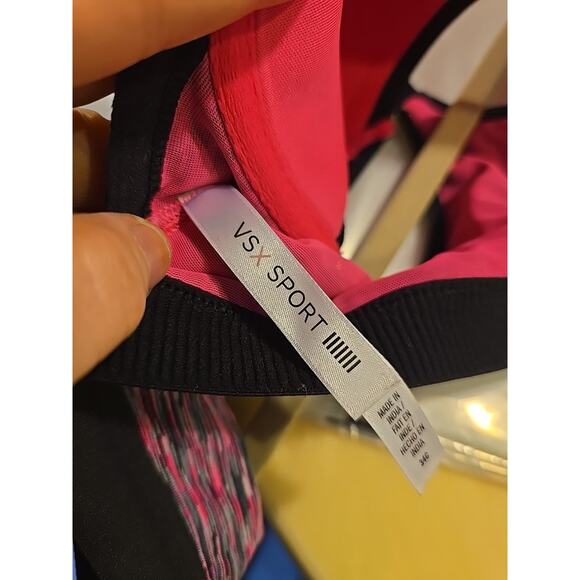 VSX SPORT
MADE IN
INDIA /
FAIT EN
INDE /
HECHO EN
INDIA
34C